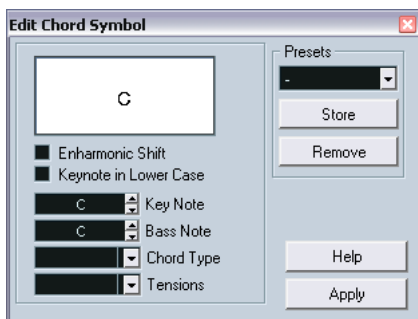 Edit Chord Symbol
C
Enharmonic Shift
Keynote in Lower Case
C Key Note
C Bass Note
Chord Type
Tensions
Presets
-
Store
Remove
Help
Apply